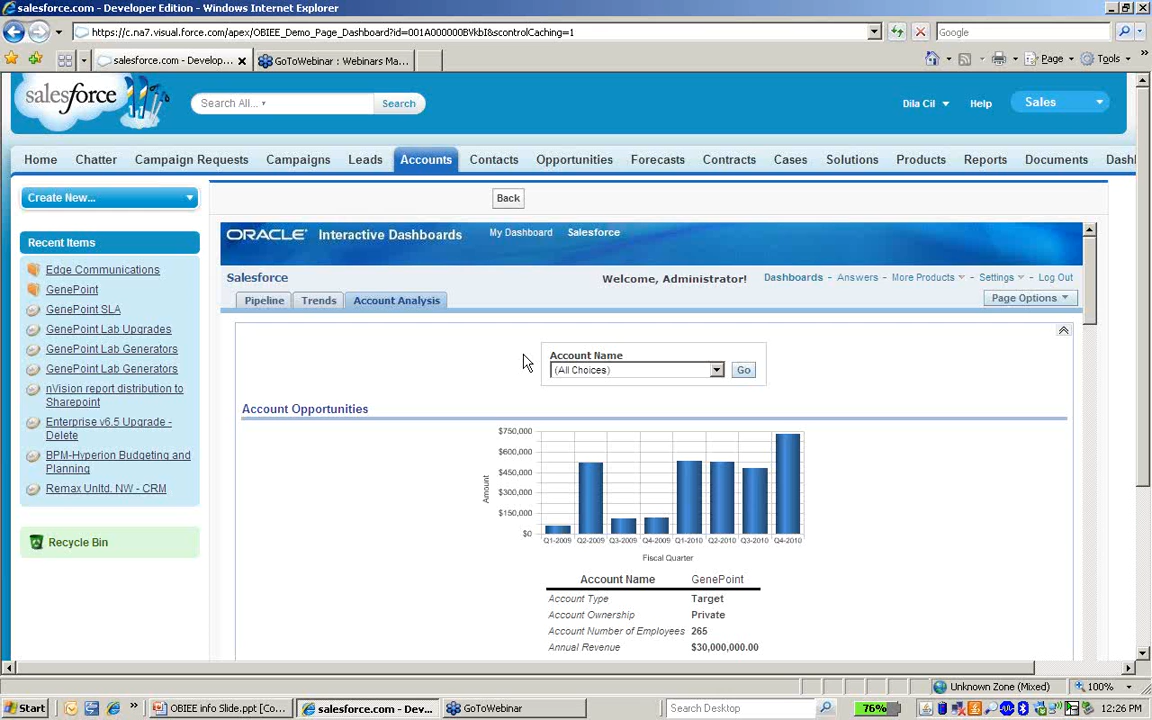 salesforce.com - Developer Edition - Windows Internet Explorer
https://c.na7.visual.force.com/apex/OBIEE_Demo_Page_Dashboard?id=001A000000BVkbI&scontrolCaching=1
Google
salesforce.com - Develop...
GoToWebinar : Webinars Ma...
Page
Tools
salesforce
Search All...
Search
Dila Cil
Help
Sales
Home
Chatter
Campaign Requests
Campaigns
Leads
Accounts
Contacts
Opportunities
Forecasts
Contracts
Cases
Solutions
Products
Reports
Documents
Dashl
Create New...
Recent Items
Edge Communications
GenePoint
GenePoint SLA
GenePoint Lab Upgrades
GenePoint Lab Generators
GenePoint Lab Generators
nVision report distribution to
Sharepoint
Enterprise v6.5 Upgrade -
Delete
BPM-Hyperion Budgeting and
Planning
Remax Unltd. NW - CRM
Recycle Bin
Back
ORACLE Interactive Dashboards
My Dashboard
Salesforce
Salesforce
Welcome, Administrator!
Dashboards - Answers - More Products - Settings - Log Out
Pipeline
Trends
Account Analysis
Page Options
Account Name
(All Choices)
Go
Account Opportunities
$750,000
$600,000
$450,000
$300,000
$150,000
$0
Amount
Q1-2009
Q2-2009
Q3-2009
Q4-2009
Q1-2010
Q2-2010
Q3-2010
Q4-2010
Fiscal Quarter
Account Name GenePoint
Account Type Target
Account Ownership Private
Account Number of Employees 265
Annual Revenue $30,000,000.00
Unknown Zone (Mixed)
100%
Start
OBIEE info Slide.ppt [Co...
salesforce.com - Dev...
GoToWebinar
Search Desktop
76%
12:26 PM